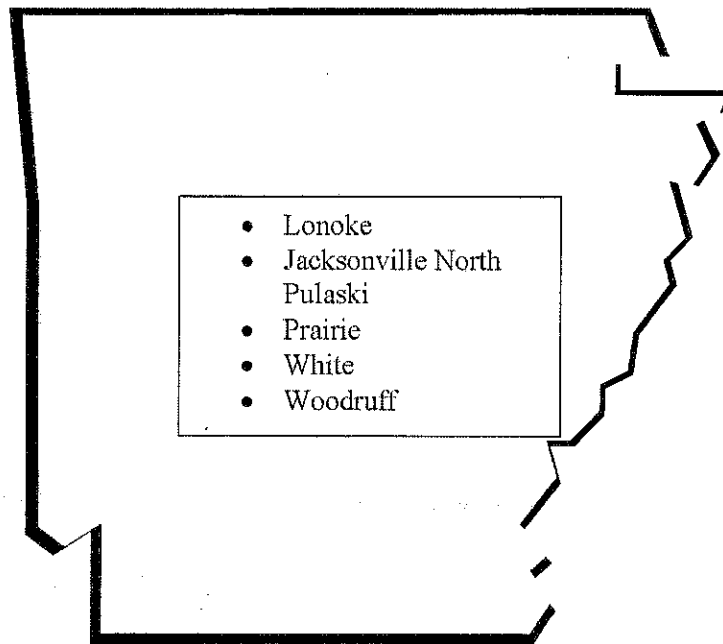 • Lonoke
• Jacksonville North
Pulaski
• Prairie
• White
• Woodruff